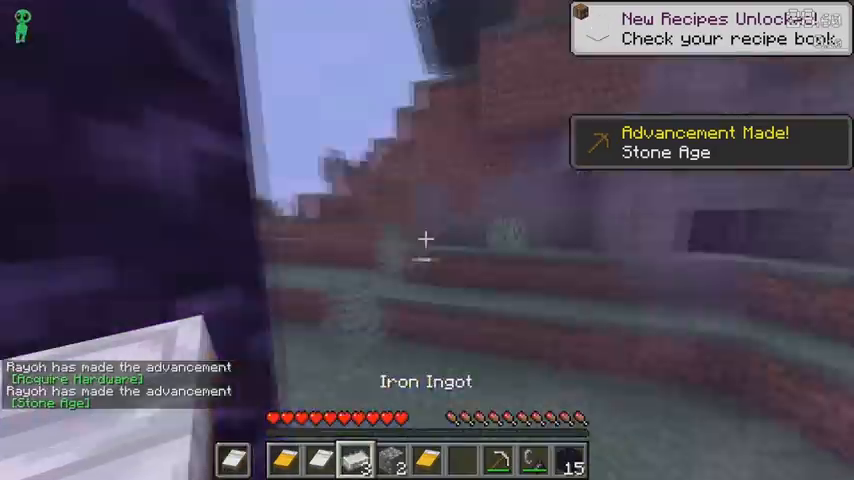 New Recipes Unlocked!
Check your recipe book
Advancement Made!
Stone Age
Rayoh has made the advancement
[Acquire Hardware]
Rayoh has made the advancement
[Stone Age]
Iron Ingot
3
2
15